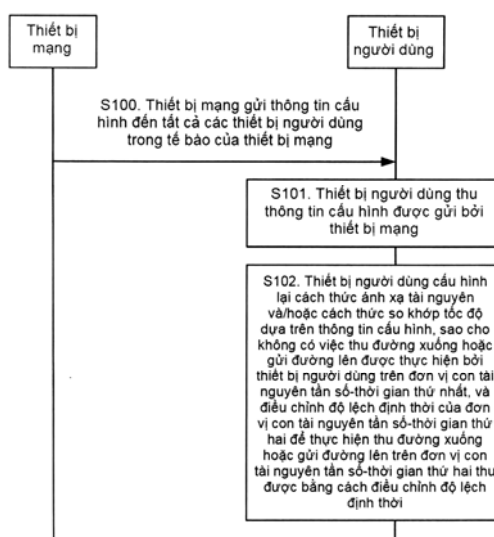 Thiết bị
mạng
Thiết bị
người dùng
S100. Thiết bị mạng gửi thông tin cấu
hình đến tất cả các thiết bị người dùng
trong tế bào của thiết bị mạng
S101. Thiết bị người dùng thu
thông tin cấu hình được gửi bởi
thiết bị mạng
S102. Thiết bị người dùng cấu hình
lại cách thức ánh xạ tài nguyên
và/hoặc cách thức so khớp tốc độ
dựa trên thông tin cấu hình, sao cho
không có việc thu đường xuống hoặc
gửi đường lên được thực hiện bởi
thiết bị người dùng trên đơn vị con tài
nguyên tần số-thời gian thứ nhất, và
điều chỉnh độ lệch định thời của đơn
vị con tài nguyên tần số-thời gian thứ
hai để thực hiện thu đường xuống
hoặc gửi đường lên trên đơn vị con
tài nguyên tần số-thời gian thứ hai thu
được bằng cách điều chỉnh độ lệch
định thời